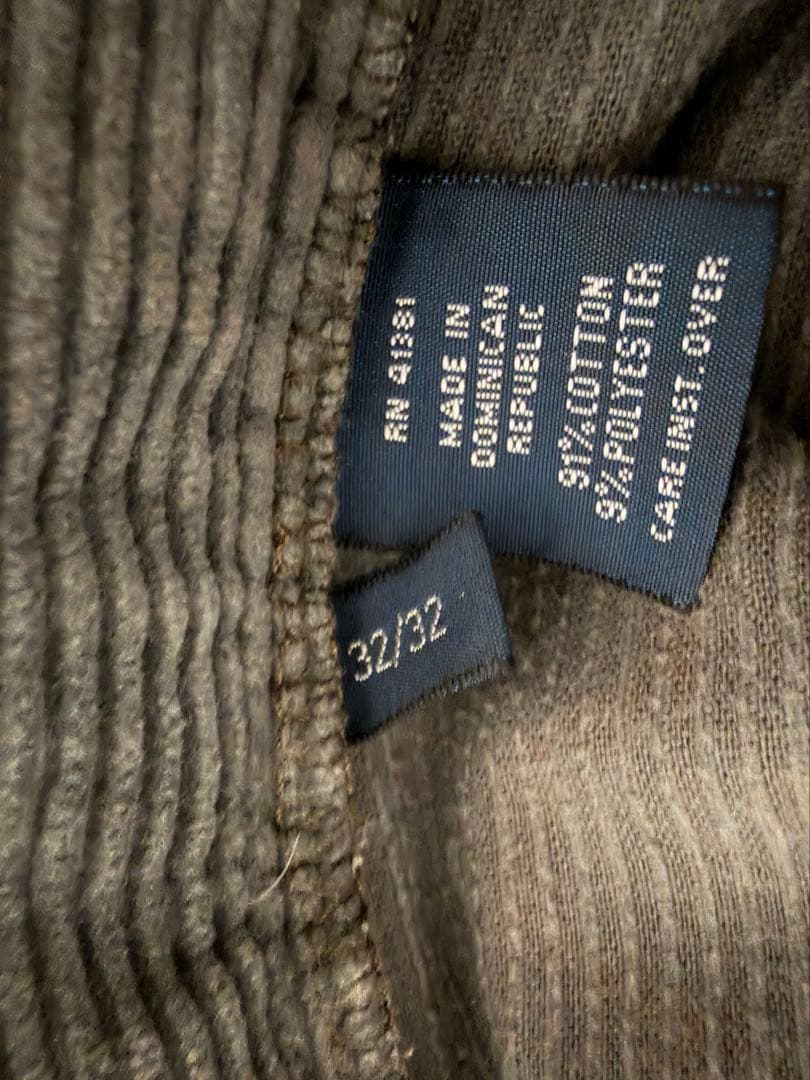 RN 41381
MADE IN
DOMINICAN
REPUBLIC
91% COTTON
9% POLYESTER
CARE INST. OVER
32/32